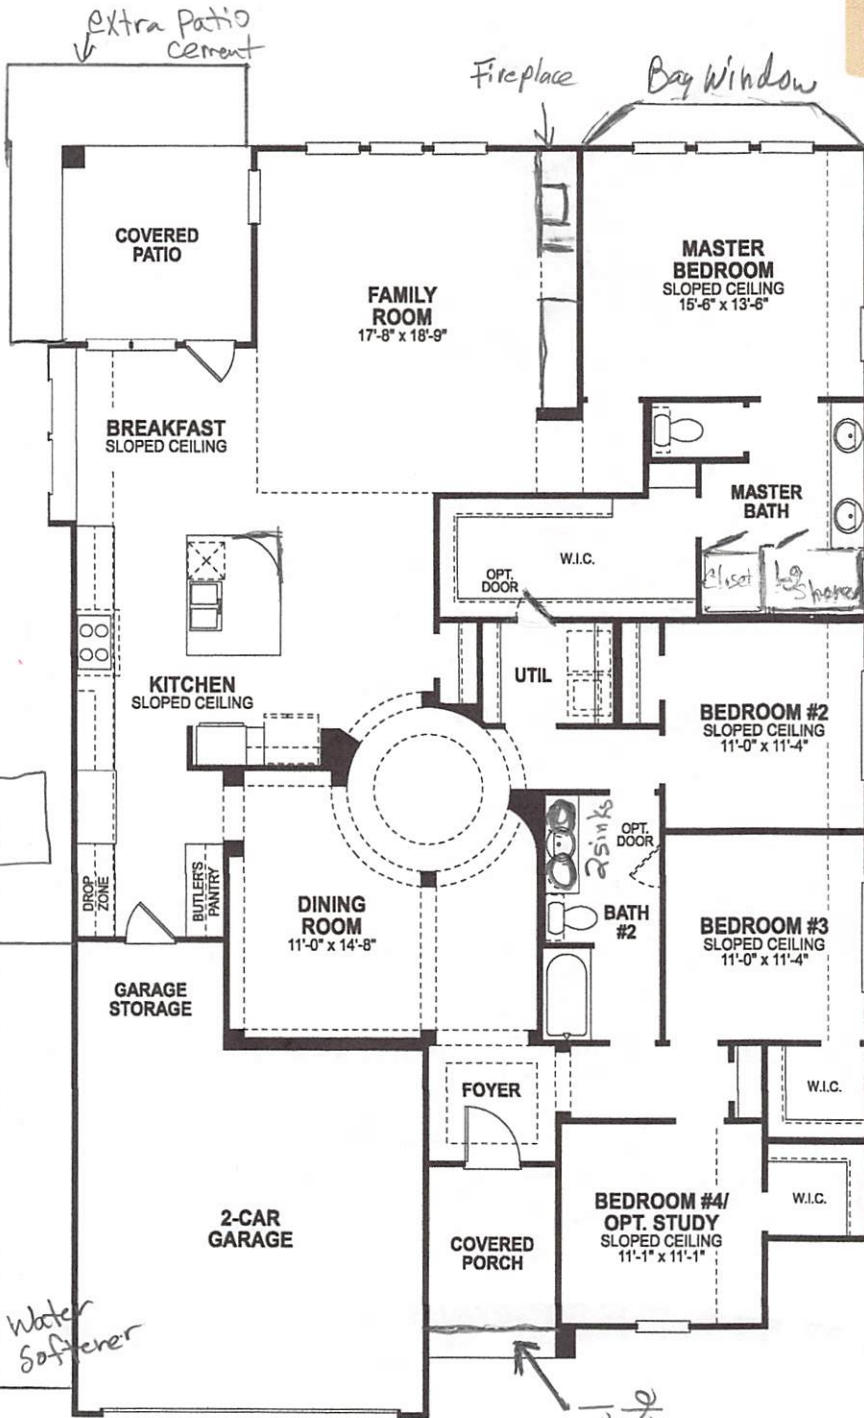 extra Patio
cement
Fireplace
Bay Window
COVERED
PATIO
FAMILY
ROOM
17'-8" x 18'-9"
MASTER
BEDROOM
SLOPED CEILING
15'-6" x 13'-6"
BREAKFAST
SLOPED CEILING
MASTER
BATH
W.I.C.
OPT.
DOOR
Closet
Lg
Shower
UTIL
KITCHEN
SLOPED CEILING
BEDROOM #2
SLOPED CEILING
11'-0" x 11'-4"
2 sinks
OPT.
DOOR
DROP
ZONE
BUTLER'S
PANTRY
DINING
ROOM
11'-0" x 14'-8"
BATH
#2
BEDROOM #3
SLOPED CEILING
11'-0" x 11'-4"
GARAGE
STORAGE
FOYER
W.I.C.
2-CAR
GARAGE
COVERED
PORCH
BEDROOM #4/
OPT. STUDY
SLOPED CEILING
11'-1" x 11'-1"
W.I.C.
Water
Softener